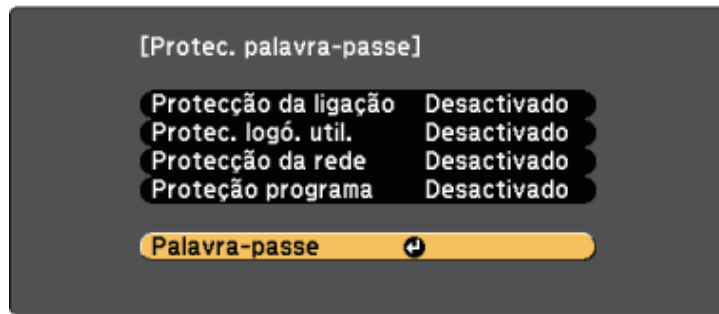 [Protec. palavra-passe]
Protecção da ligação Desactivado
Protec. logó. util. Desactivado
Protecção da rede Desactivado
Proteção programa Desactivado
Palavra-passe